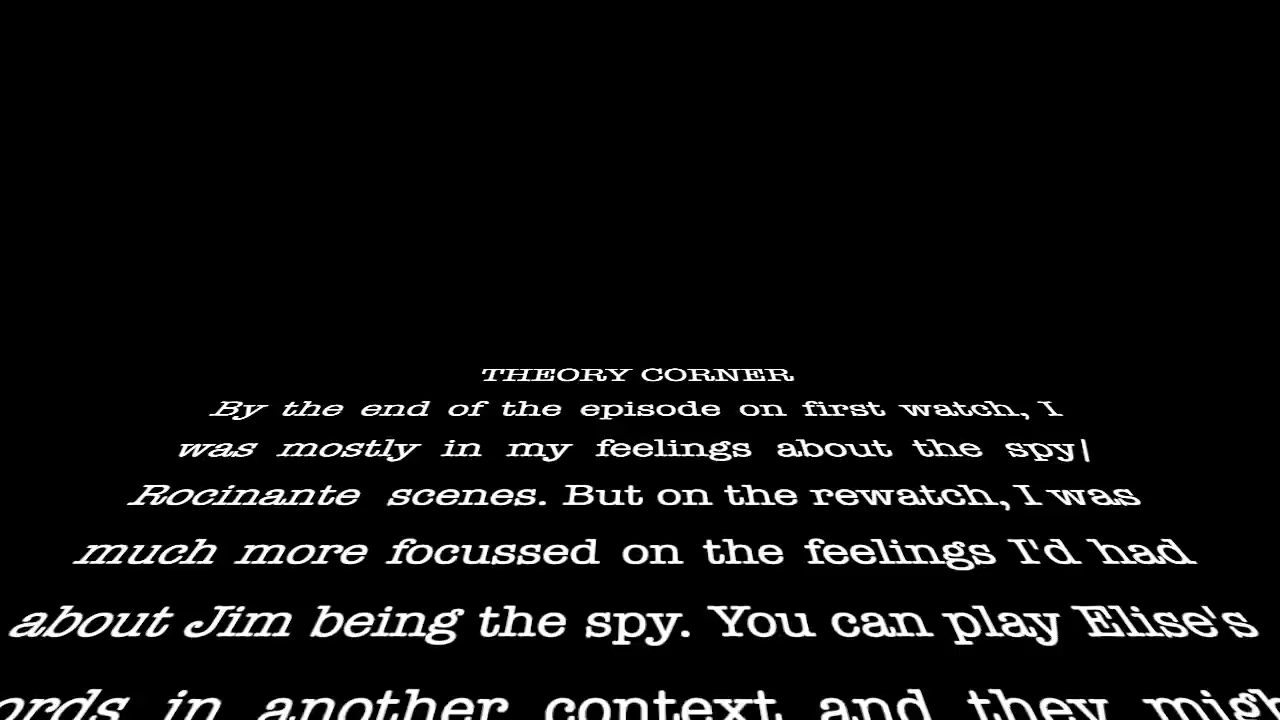 THEORY CORNER
By the end of the episode on first watch, I
was mostly in my feelings about the spy/
Rocinante scenes. But on the rewatch, I was
much more focussed on the feelings I'd had
about Jim being the spy. You can play Elise's
in another context and they